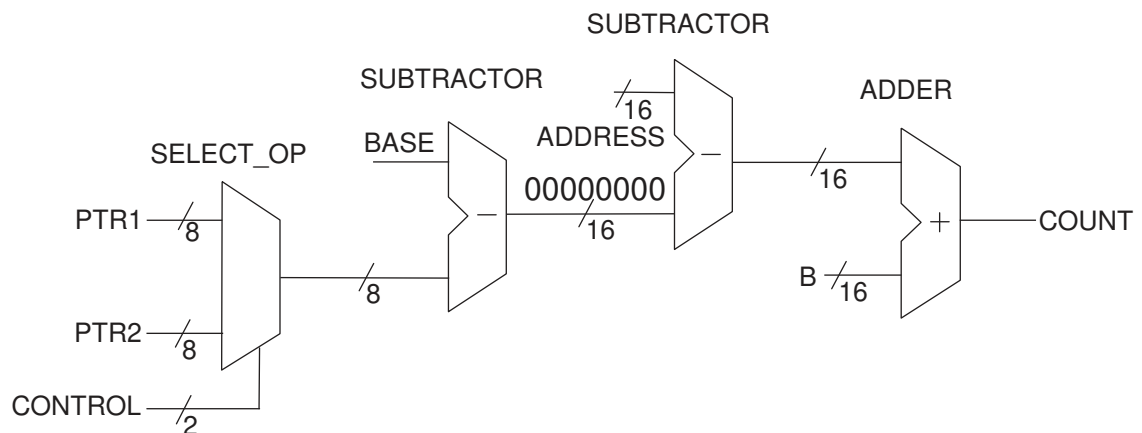 SUBTRACTOR
SUBTRACTOR
ADDER
16
BASE
ADDRESS
SELECT_OP
−
00000000
16
PTR1
8
−
16
+
COUNT
8
B
16
PTR2
8
CONTROL
2